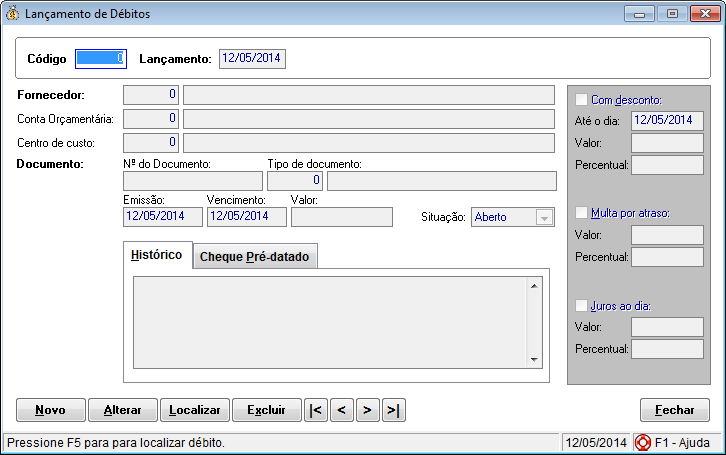 Lançamento de Débitos
Código 0 Lançamento: 12/05/2014
Fornecedor: 0
Conta Orçamentária: 0
Centro de custo: 0
Documento: Nº do Documento: Tipo de documento:
0
Emissão: Vencimento: Valor:
12/05/2014 12/05/2014 Situação: Aberto
Com desconto:
Até o dia: 12/05/2014
Valor:
Percentual:
Multa por atraso:
Valor:
Percentual:
Juros ao dia:
Valor:
Percentual:
Histórico Cheque Pré-datado
Novo Alterar Localizar Excluir |< < > >| Fechar
Pressione F5 para para localizar débito. 12/05/2014 F1 - Ajuda